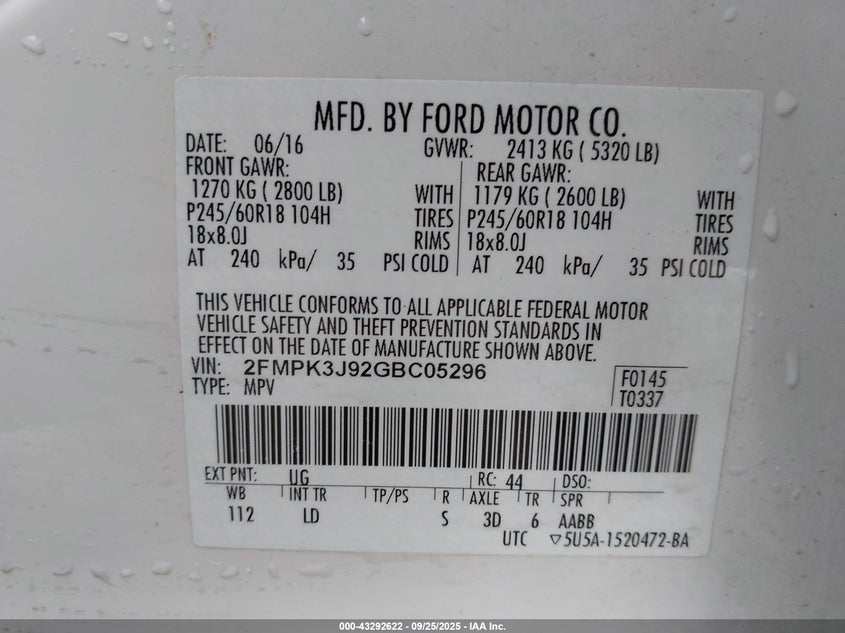 MFD. BY FORD MOTOR CO.
DATE: 06/16 GVWR: 2413 KG ( 5320 LB)
FRONT GAWR: REAR GAWR:
1270 KG ( 2800 LB) WITH 1179 KG ( 2600 LB) WITH
P245/60R18 104H TIRES P245/60R18 104H TIRES
18x8.0J RIMS 18x8.0J RIMS
AT 240 kPa/ 35 PSI COLD AT 240 kPa/ 35 PSI COLD
THIS VEHICLE CONFORMS TO ALL APPLICABLE FEDERAL MOTOR
VEHICLE SAFETY AND THEFT PREVENTION STANDARDS IN
EFFECT ON THE DATE OF MANUFACTURE SHOWN ABOVE.
VIN: 2FMPK3J92GBC05296
TYPE: MPV
F0145
T0337
EXT PNT: UG RC: 44 DSO:
WB INT TR TP/PS R AXLE TR SPR
112 LD S 3D 6 AABB
UTC ▽5U5A-1520472-BA
000-43292622 - 09/25/2025 - IAA Inc.